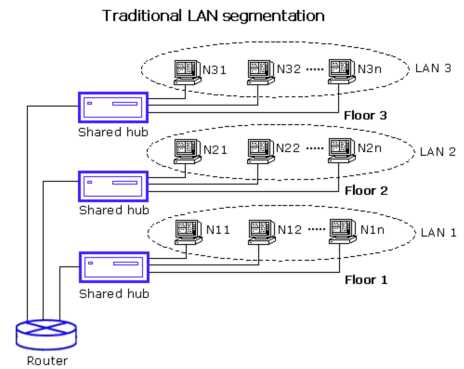 Traditional LAN segmentation
N31 N32 ..... N3n LAN 3
Shared hub
Floor 3
N21 N22 ..... N2n LAN 2
Shared hub
Floor 2
N11 N12 ..... N1n LAN 1
Shared hub
Floor 1
Router